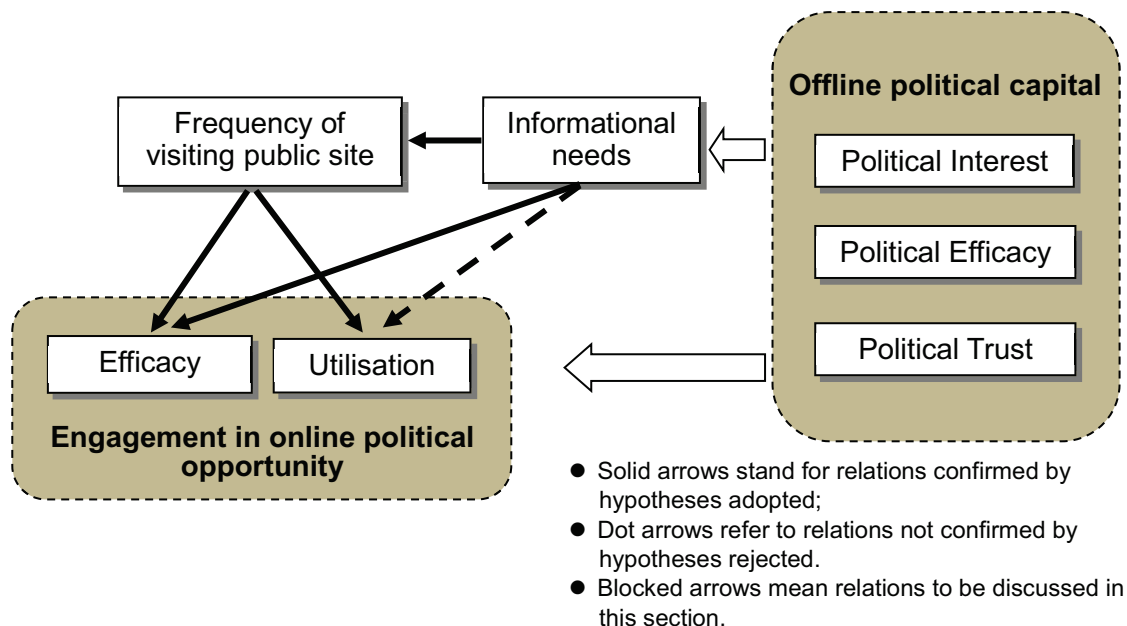 Offline political capital
Frequency of
visiting public site
Informational
needs
Political Interest
Political Efficacy
Political Trust
Efficacy
Utilisation
Engagement in online political
opportunity
● Solid arrows stand for relations confirmed by
hypotheses adopted;
● Dot arrows refer to relations not confirmed by
hypotheses rejected.
● Blocked arrows mean relations to be discussed in
this section.